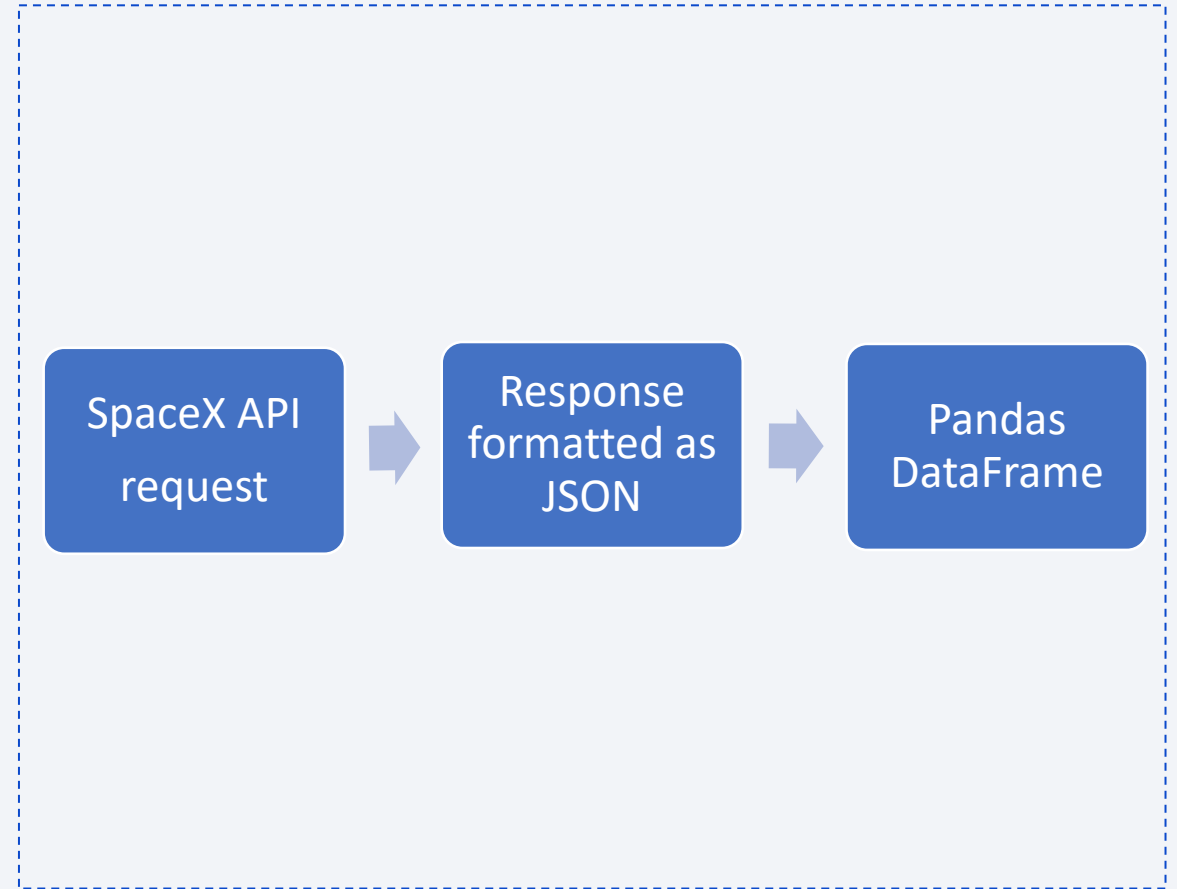 SpaceX API
request
Response
formatted as
JSON
Pandas
DataFrame